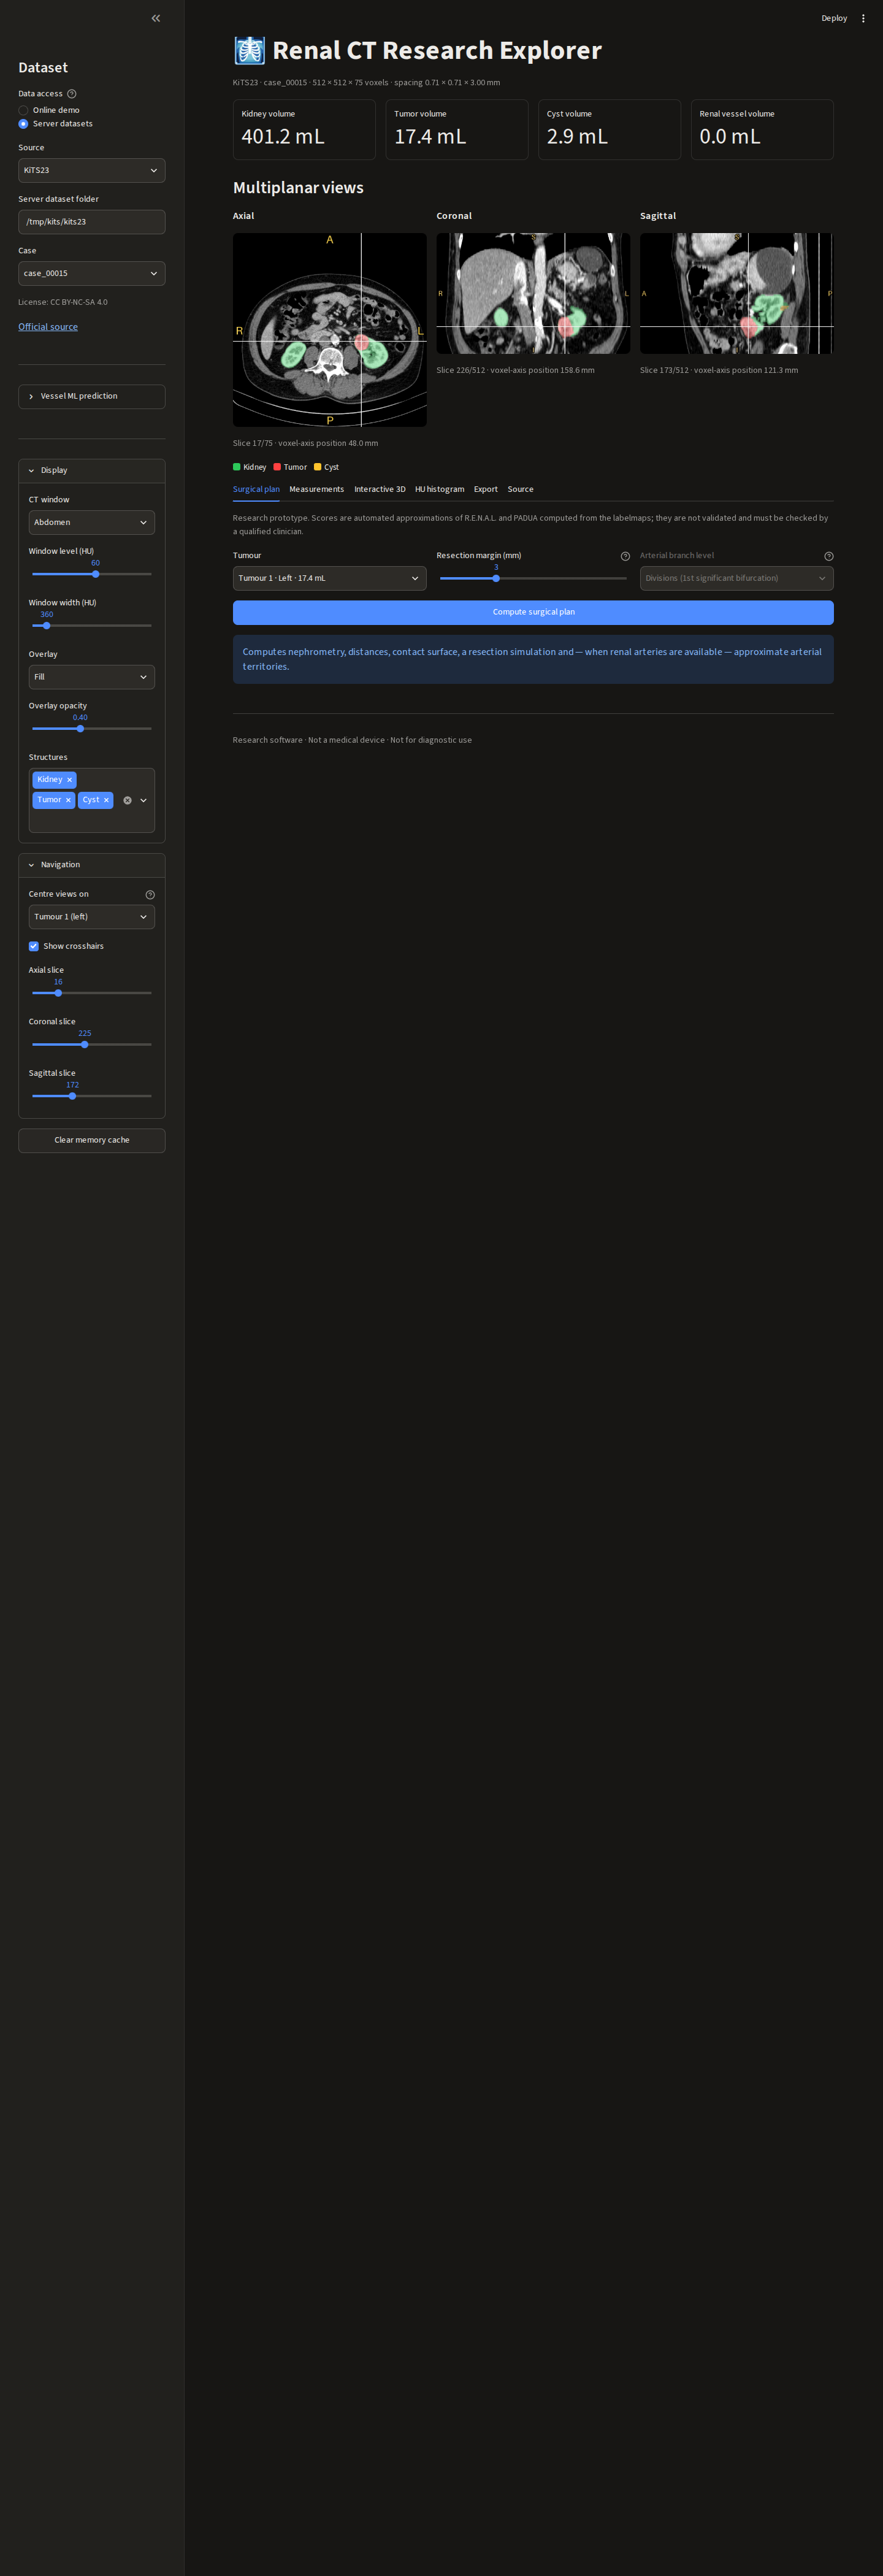 Deploy
Dataset
Data access
Online demo
Server datasets
Source
KiTS23
Server dataset folder
/tmp/kits/kits23
Case
case_00015
License: CC BY-NC-SA 4.0
Official source
Vessel ML prediction
Display
CT window
Abdomen
Window level (HU)
60
Window width (HU)
360
Overlay
Fill
Overlay opacity
0.40
Structures
Kidney
Tumor
Cyst
Navigation
Centre views on
Tumour 1 (left)
Show crosshairs
Axial slice
16
Coronal slice
225
Sagittal slice
172
Clear memory cache
Renal CT Research Explorer
KiTS23 · case_00015 · 512 × 512 × 75 voxels · spacing 0.71 × 0.71 × 3.00 mm
Kidney volume
401.2 mL
Tumor volume
17.4 mL
Cyst volume
2.9 mL
Renal vessel volume
0.0 mL
Multiplanar views
Axial
A
R
L
P
Slice 17/75 · voxel-axis position 48.0 mm
Coronal
R
L
Slice 226/512 · voxel-axis position 158.6 mm
Sagittal
A
P
Slice 173/512 · voxel-axis position 121.3 mm
Kidney Tumor Cyst
Surgical plan Measurements Interactive 3D HU histogram Export Source
Research prototype. Scores are automated approximations of R.E.N.A.L. and PADUA computed from the labelmaps; they are not validated and must be checked by
a qualified clinician.
Tumour
Tumour 1 · Left · 17.4 mL
Resection margin (mm)
3
Arterial branch level
Divisions (1st significant bifurcation)
Compute surgical plan
Computes nephrometry, distances, contact surface, a resection simulation and — when renal arteries are available — approximate arterial
territories.
Research software · Not a medical device · Not for diagnostic use